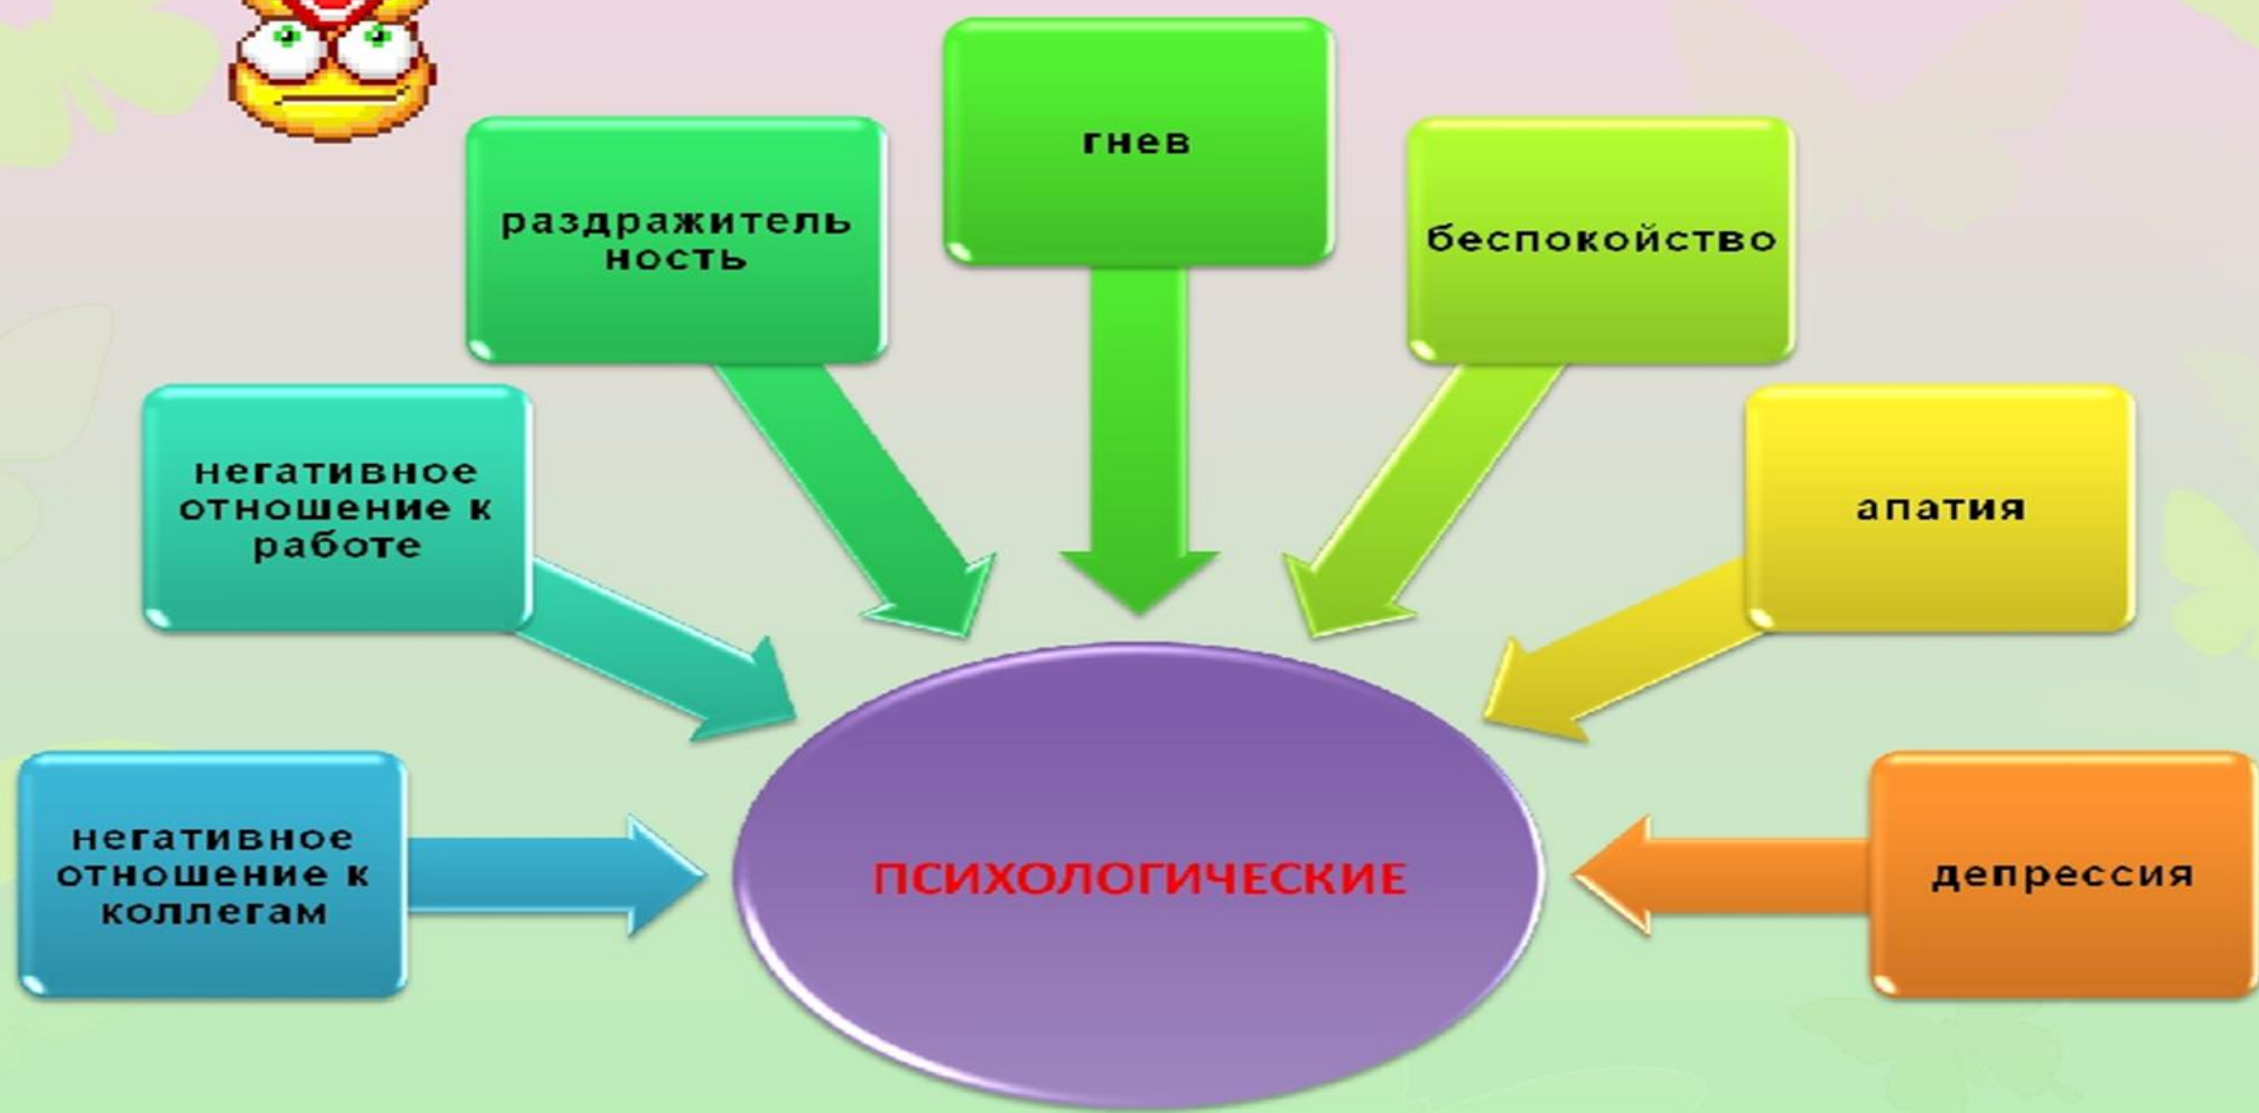 гнев
раздражитель
ность
беспокойство
негативное
отношение к
работе
апатия
негативное
отношение к
коллегам
ПСИХОЛОГИЧЕСКИЕ
депрессия